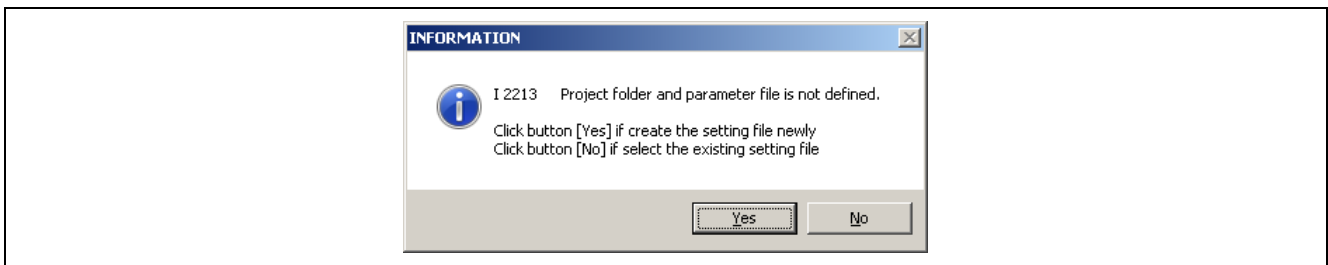 INFORMATION
I 2213 Project folder and parameter file is not defined.
Click button [Yes] if create the setting file newly
Click button [No] if select the existing setting file
Yes No